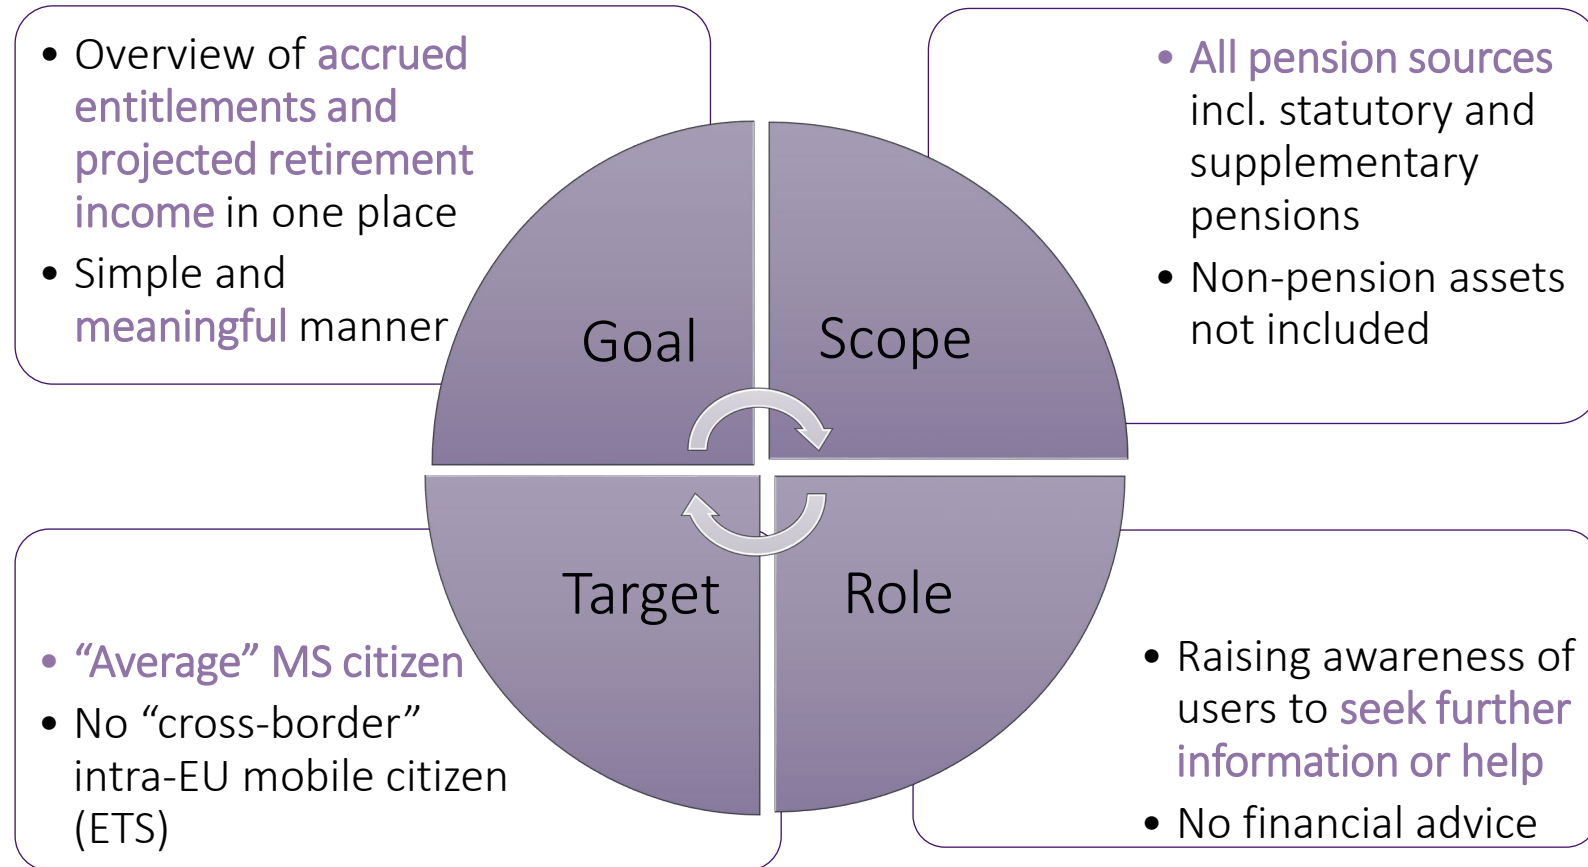 • Overview of accrued
entitlements and
projected retirement
income in one place
• Simple and
meaningful manner
Goal
• All pension sources
incl. statutory and
supplementary
pensions
• Non-pension assets
not included
Scope
Target
• “Average” MS citizen
• No “cross-border”
intra-EU mobile citizen
(ETS)
Role
• Raising awareness of
users to seek further
information or help
• No financial advice